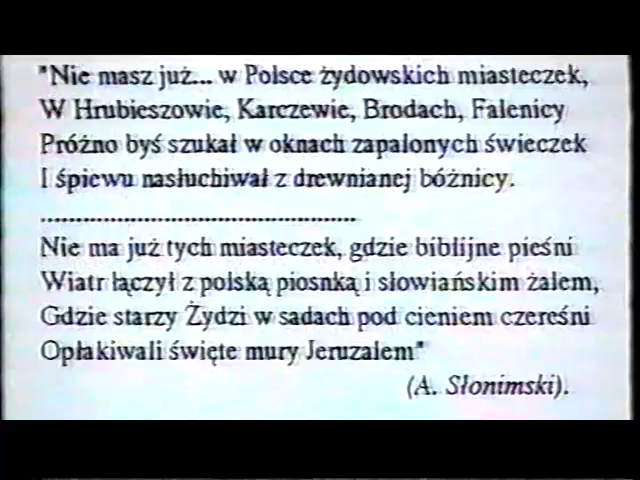 "Nie masz już... w Polsce żydowskich miasteczek,
W Hrubieszowie, Karczewie, Brodach, Falenicy
Próżno byś szukał w oknach zapalonych świeczek
I śpiewu nasłuchiwał z drewnianej bóżnicy.
.................................................
Nie ma już tych miasteczek, gdzie biblijne pieśni
Wiatr łączył z polską piosnką i słowiańskim żalem,
Gdzie starzy Żydzi w sadach pod cieniem czereśni
Opłakiwali święte mury Jeruzalem"
(A. Słonimski).